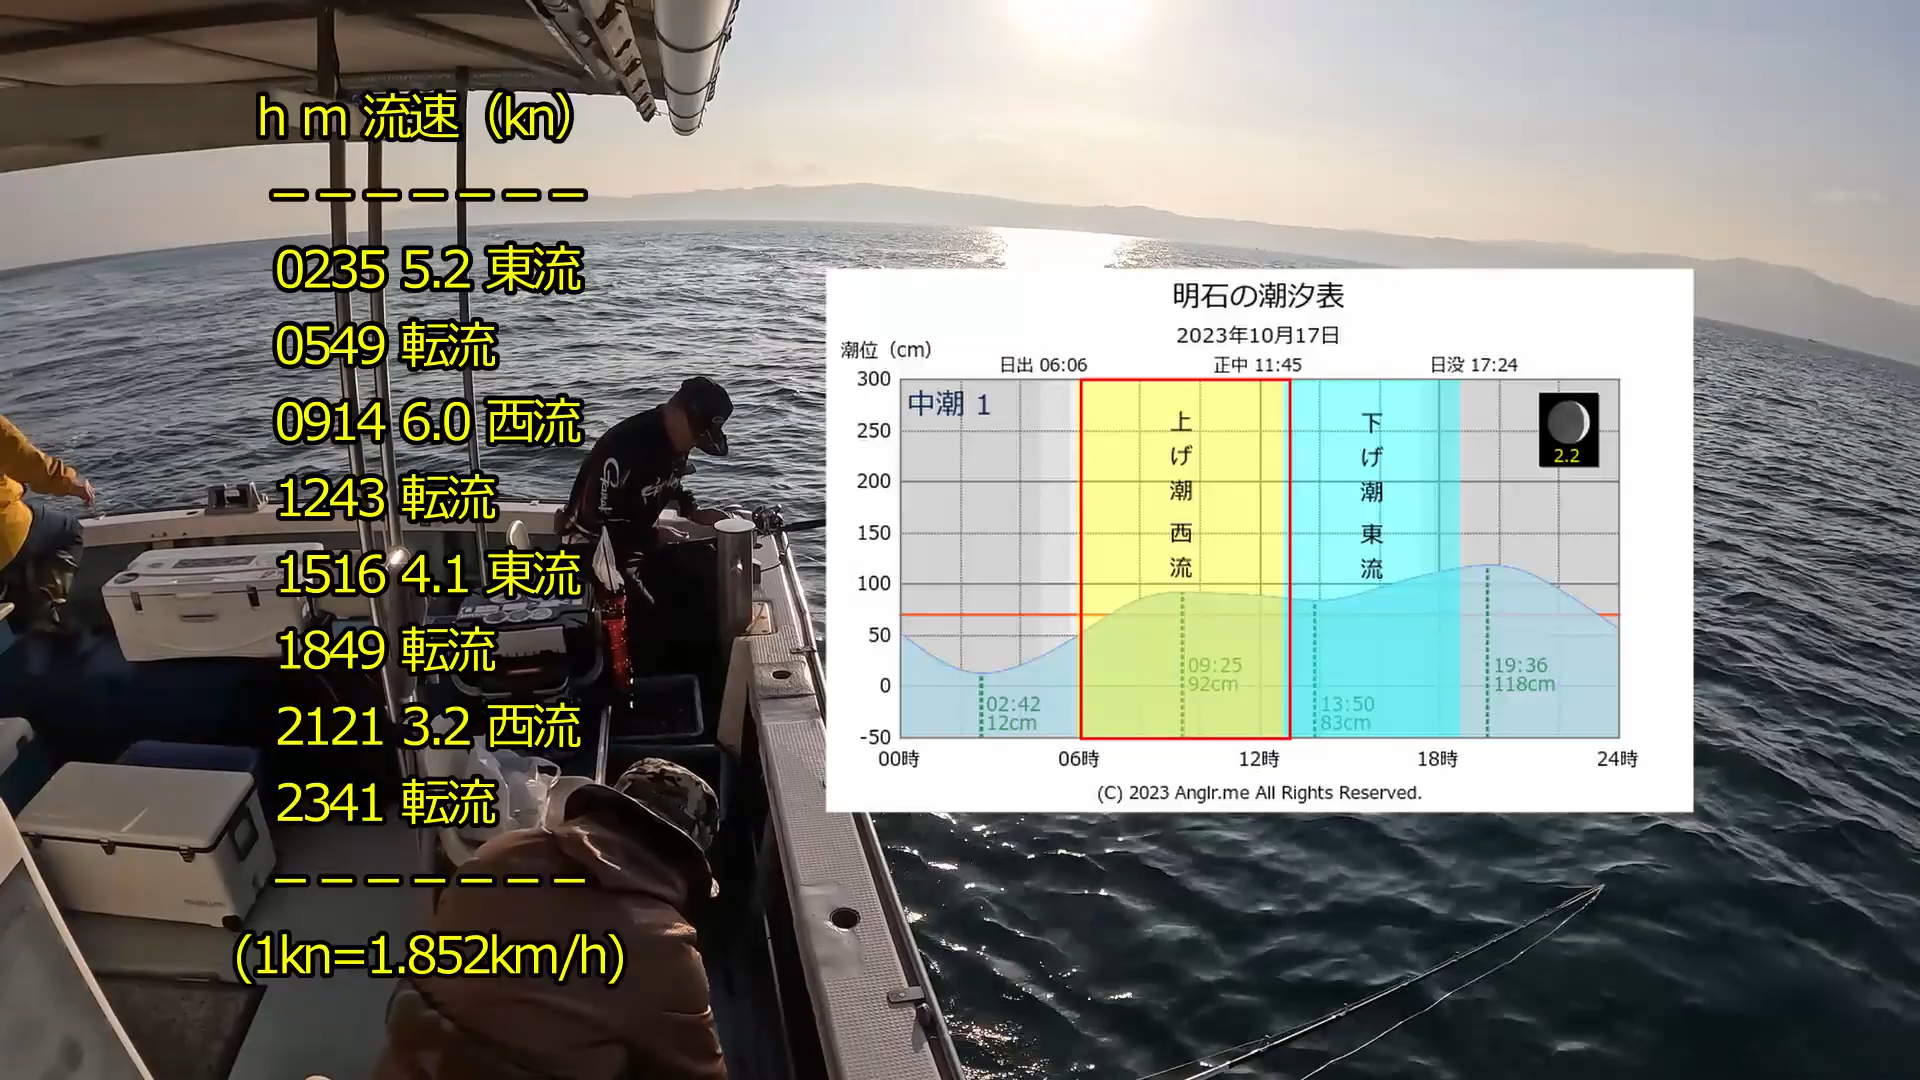 h m 流速（kn）
－－－－－－－
0235 5.2 東流
0549 転流
0914 6.0 西流
1243 転流
1516 4.1 東流
1849 転流
2121 3.2 西流
2341 転流
－－－－－－－
(1kn=1.852km/h)
明石の潮汐表
2023年10月17日
潮位（cm）
日出 06:06
正中 11:45
日没 17:24
300
250
200
150
100
50
0
-50
中潮 1
上げ潮 西流
下げ潮 東流
2.2
02:42
12cm
09:25
92cm
13:50
83cm
19:36
118cm
00時
06時
12時
18時
24時
(C) 2023 Anglr.me All Rights Reserved.